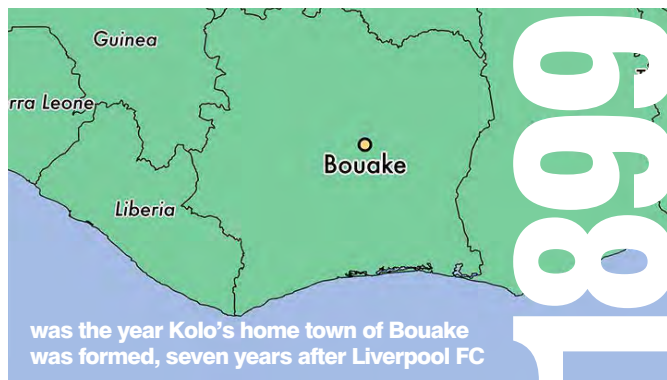 Guinea
rra Leone
Bouake
Liberia
1899
was the year Kolo’s home town of Bouake
was formed, seven years after Liverpool FC